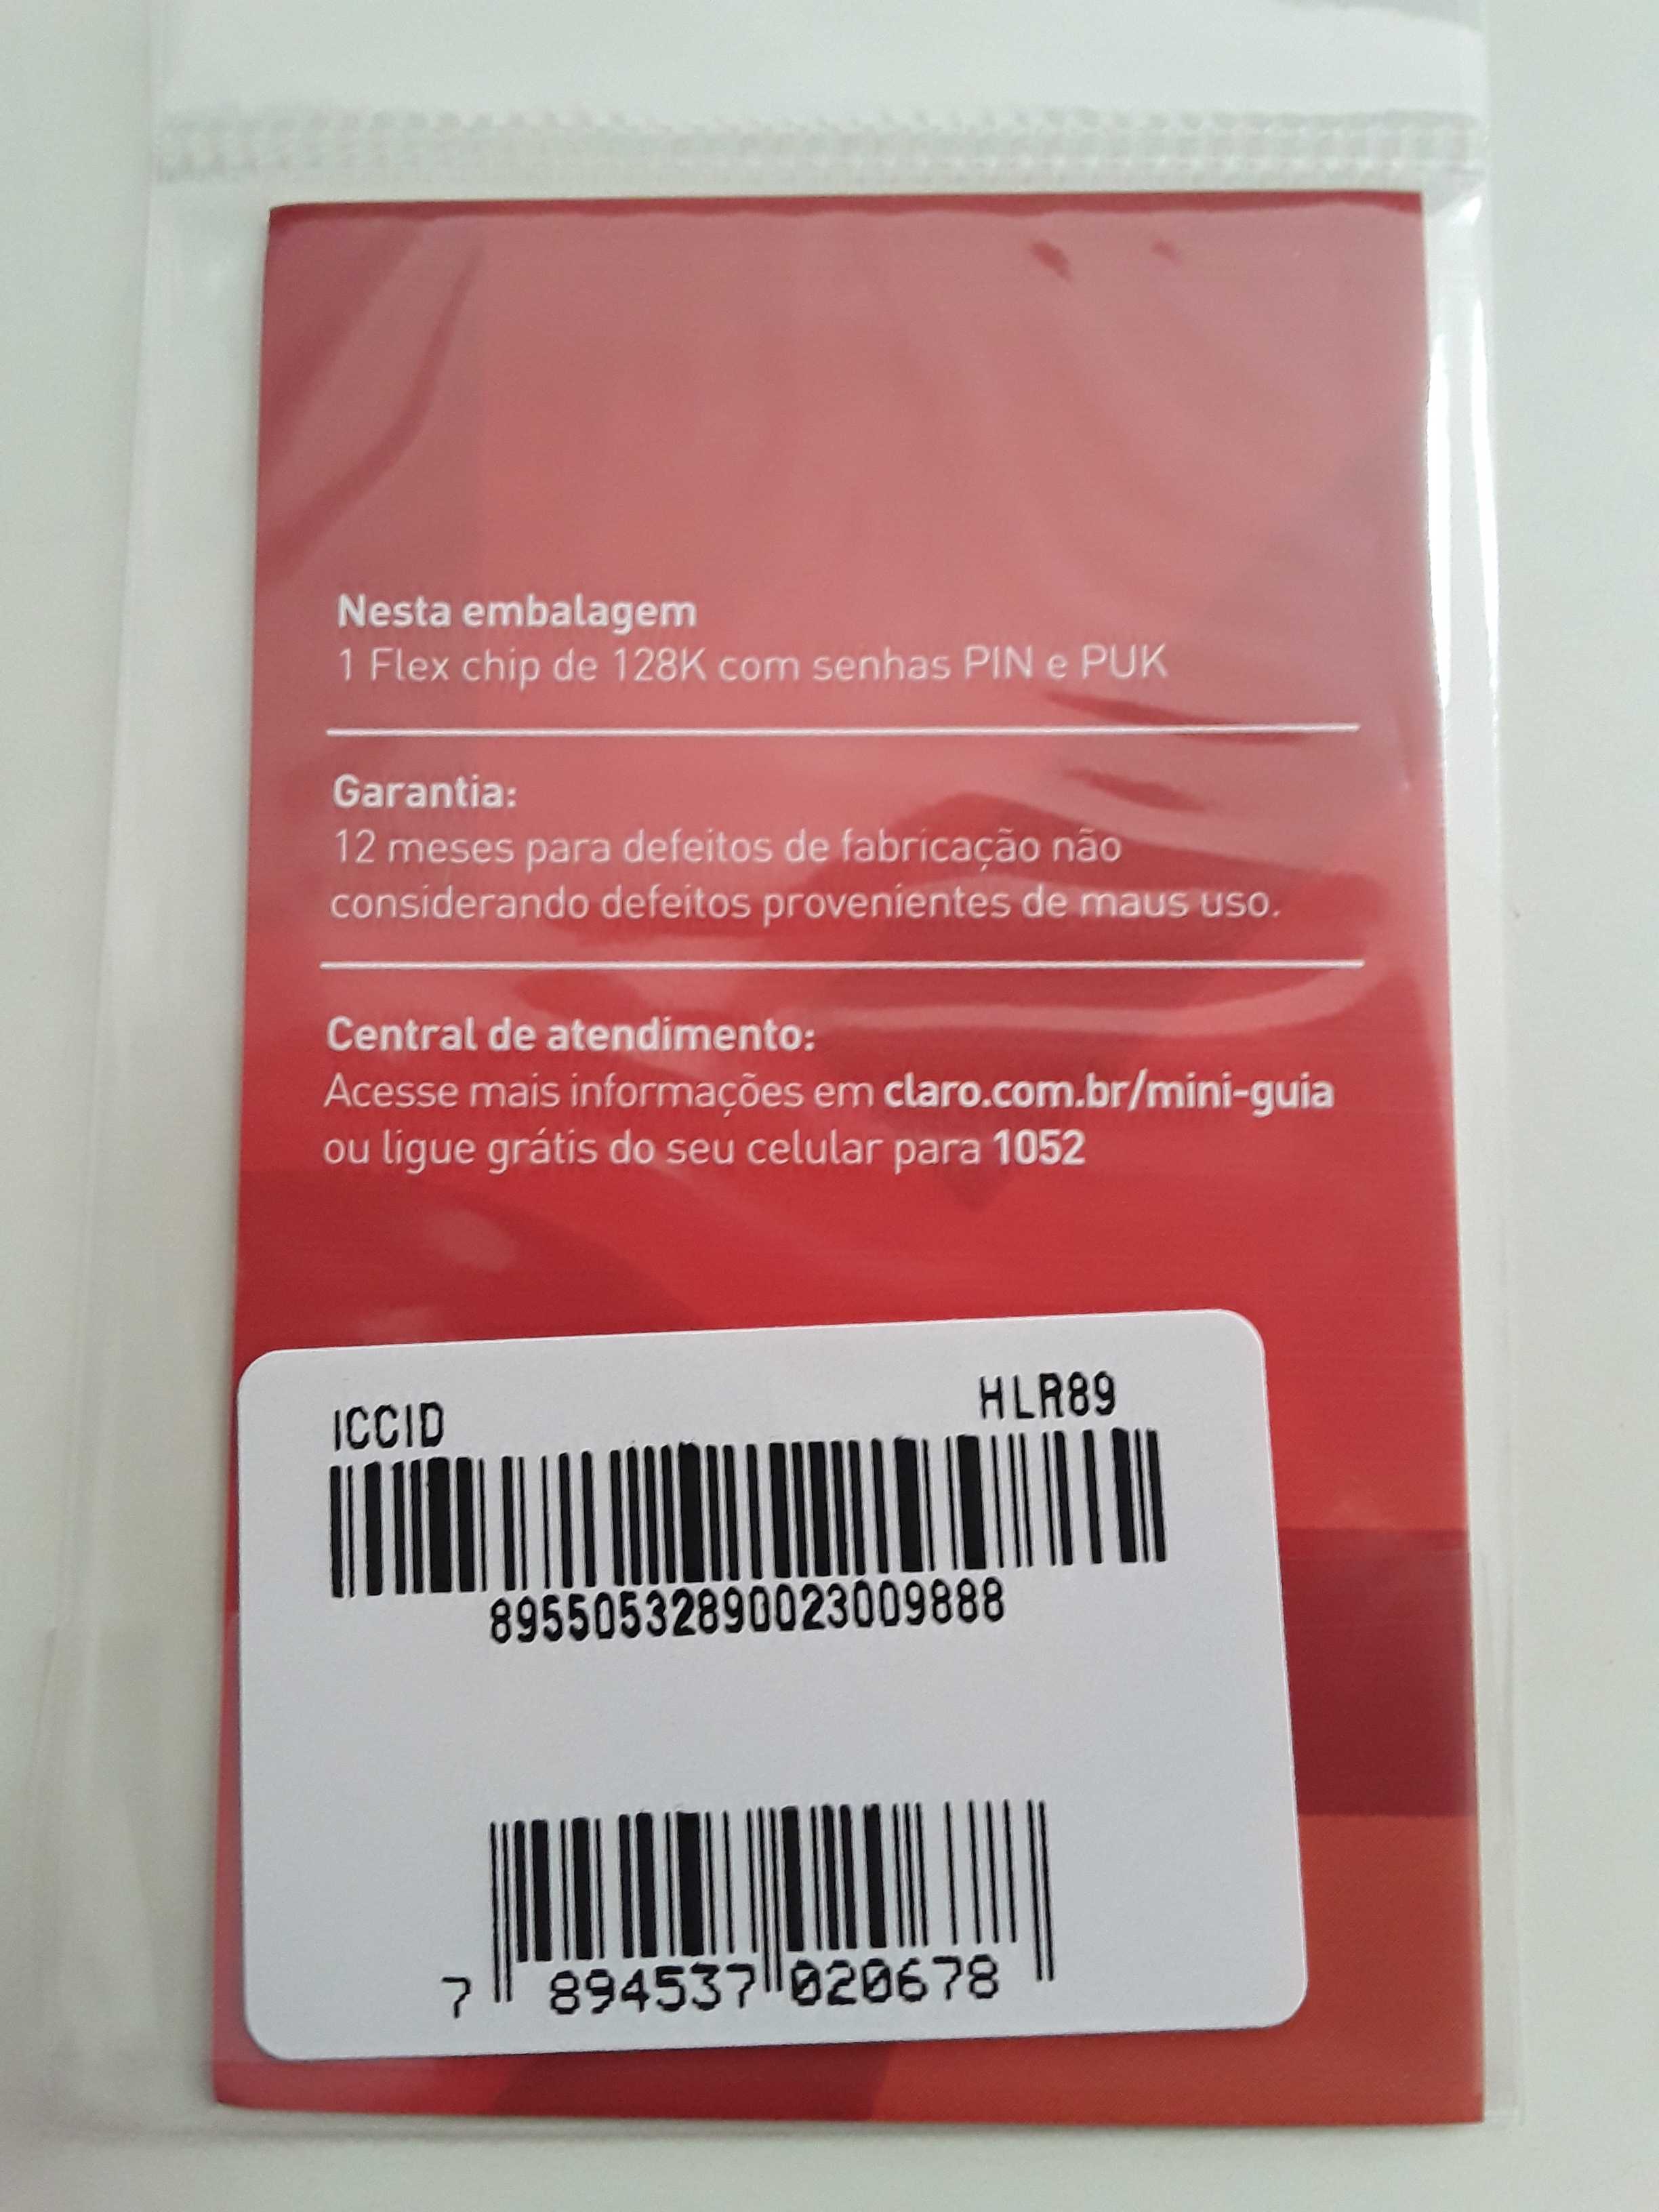 Nesta embalagem
1 Flex chip de 128K com senhas PIN e PUK
Garantia:
12 meses para defeitos de fabricação não
considerando defeitos provenientes de maus uso.
Central de atendimento:
Acesse mais informações em claro.com.br/mini-guia
ou ligue grátis do seu celular para 1052
ICCID HLR89
89550532890023009888
7 894537 020678